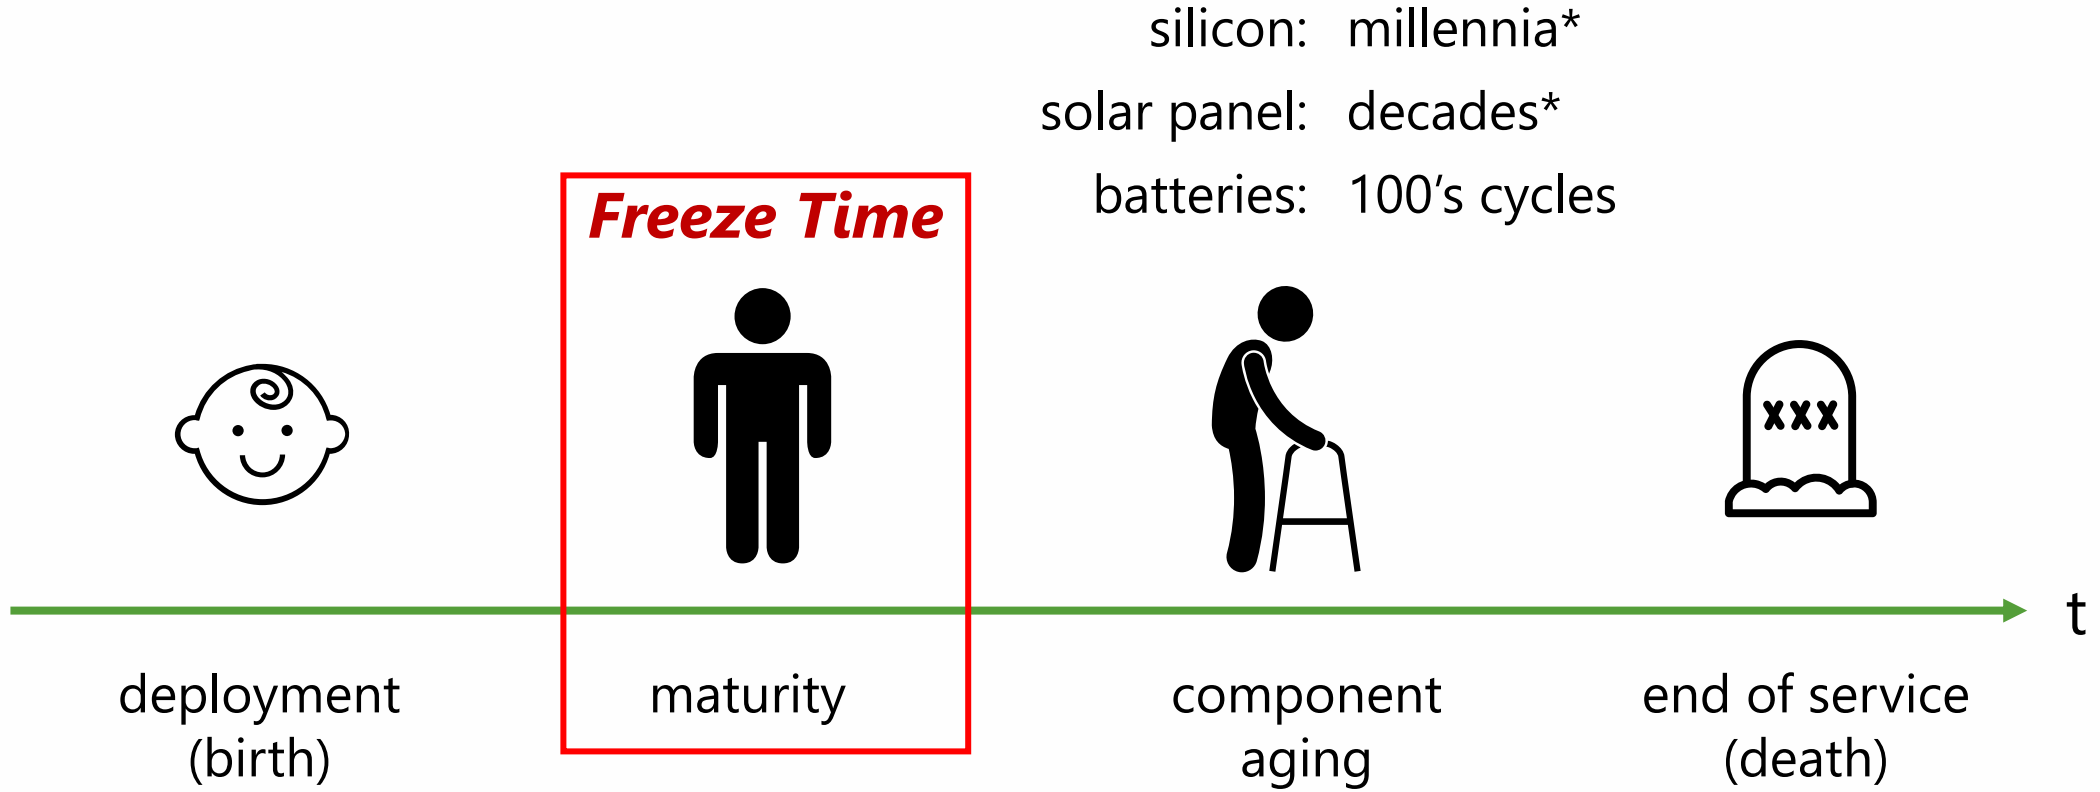 silicon: millennia*
solar panel: decades*
batteries: 100’s cycles
Freeze Time
xxx
t
deployment
(birth)
maturity
component
aging
end of service
(death)